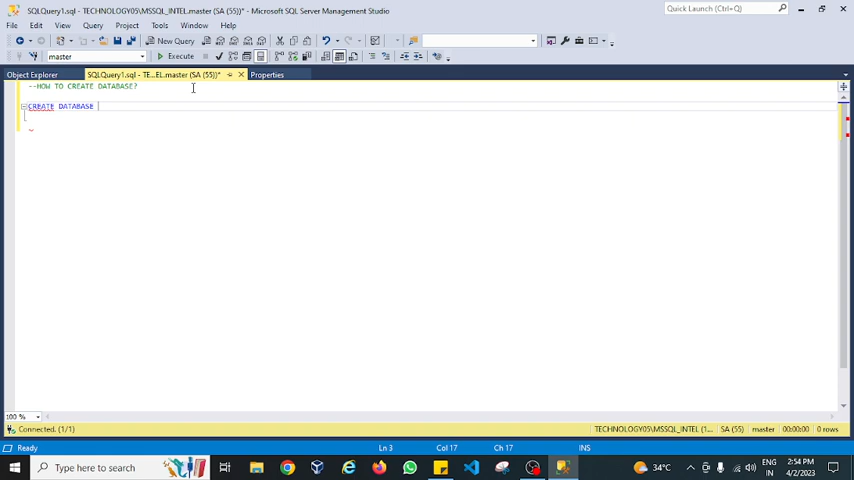 SQLQuery1.sql - TECHNOLOGY05\MSSQL_INTEL.master (SA (55))* - Microsoft SQL Server Management Studio
Quick Launch (Ctrl+Q)
File Edit View Query Project Tools Window Help
New Query
master
Execute
Object Explorer
SQLQuery1.sql - TE...EL.master (SA (55))*
Properties
--HOW TO CREATE DATABASE?
CREATE DATABASE
100 %
Connected. (1/1)
TECHNOLOGY05\MSSQL_INTEL (1... SA (55) master 00:00:00 0 rows
Ready
Ln 3 Col 17 Ch 17 INS
Type here to search
34°C
ENG
IN
2:54 PM
4/2/2023